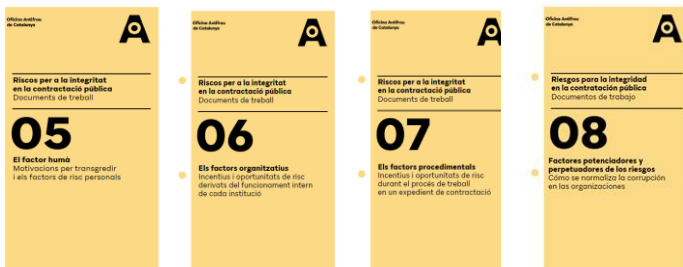 Oficina Antifrau
de Catalunya
Riscos per a la integritat
en la contractació pública
Documents de treball
05
El factor humà
Motivacions per transgredir
i els factors de risc personals
Oficina Antifrau
de Catalunya
Riscos per a la integritat
en la contractació pública
Documents de treball
06
Els factors organitzatius
Incentius i oportunitats de risc
derivats del funcionament intern
de cada institució
Oficina Antifrau
de Catalunya
Riscos per a la integritat
en la contractació pública
Documents de treball
07
Els factors procedimentals
Incentius i oportunitats de risc
durant el procés de treball
en un expedient de contractació
Oficina Antifrau
de Catalunya
Riesgos para la integridad
en la contratación pública
Documentos de trabajo
08
Factores potenciadores y
perpetuadores de los riesgos
Cómo se normaliza la corrupción
en las organizaciones